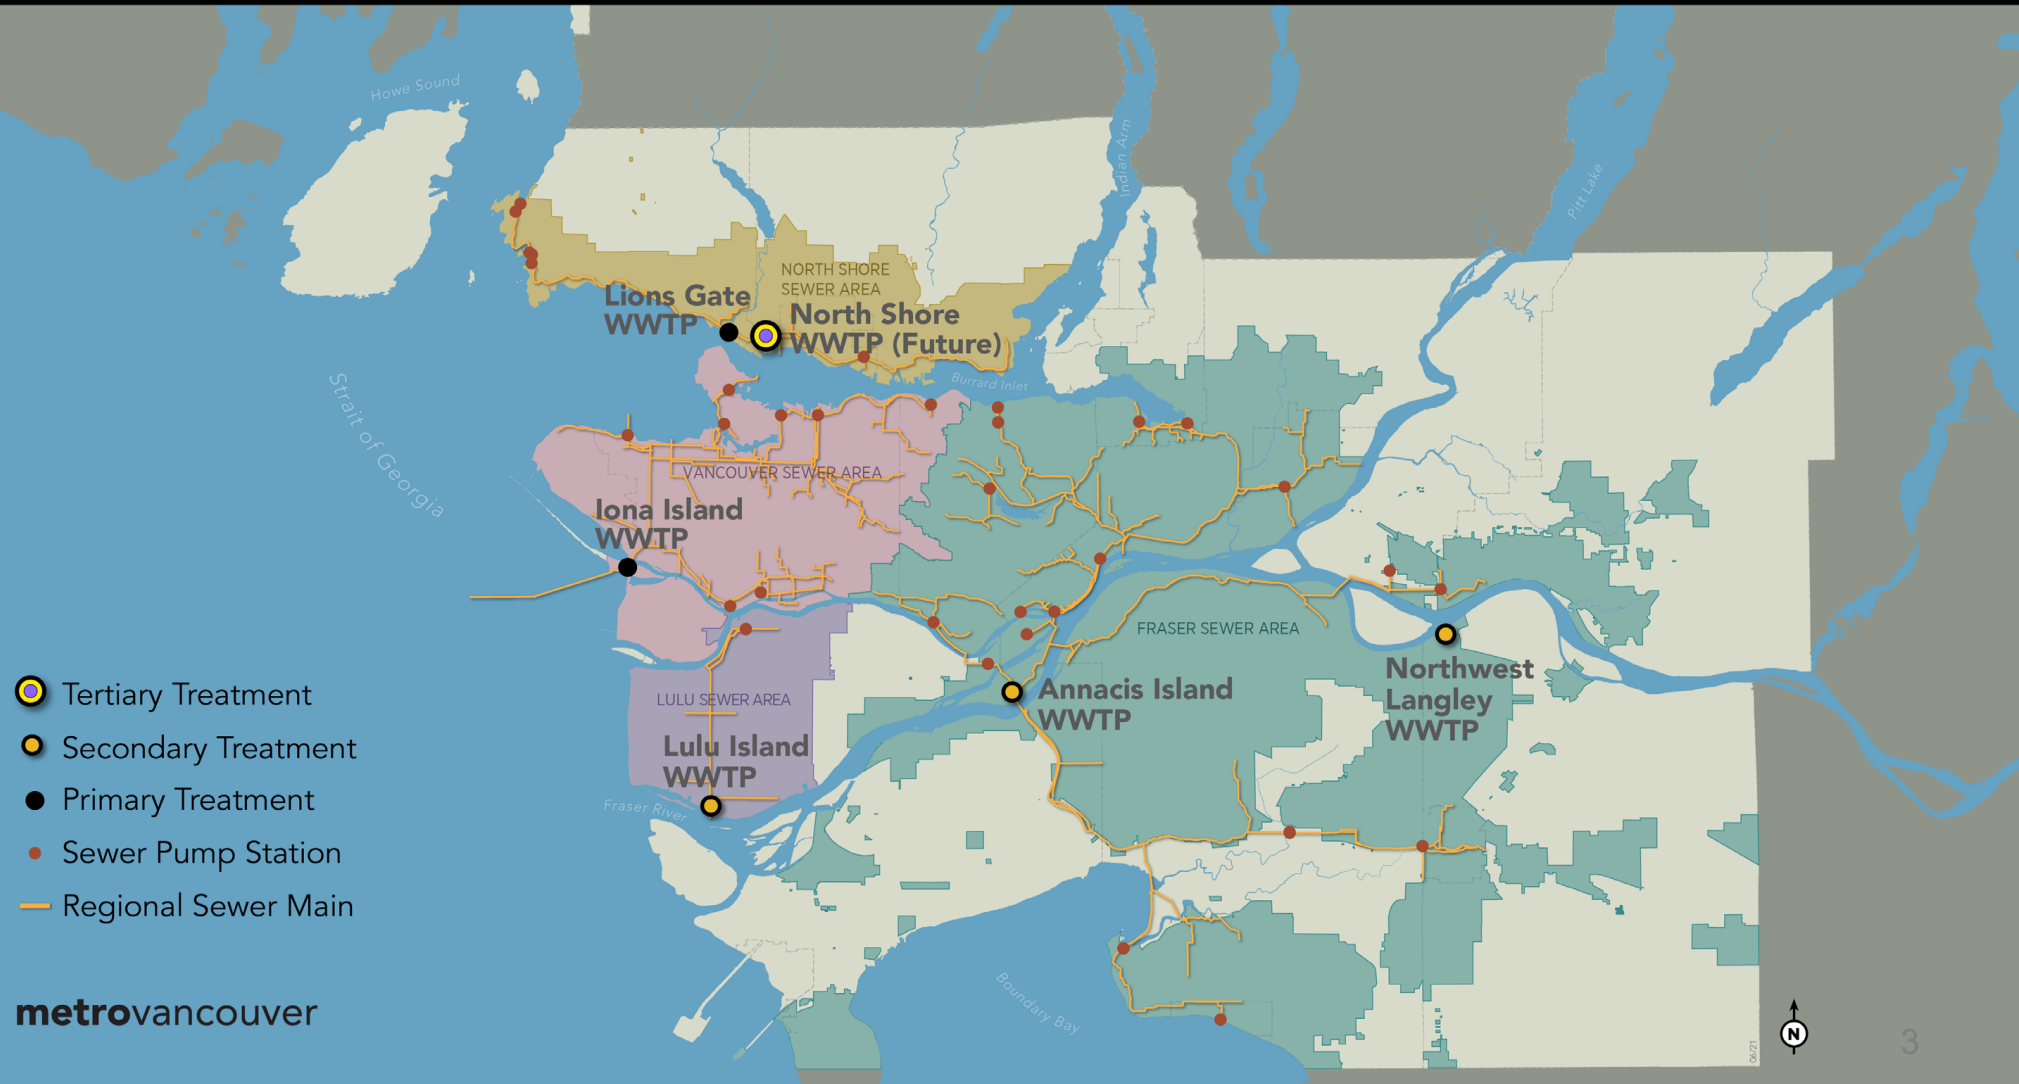 Howe Sound
Indian Arm
Pitt Lake
NORTH SHORE
SEWER AREA
Lions Gate
WWTP
North Shore
WWTP (Future)
Burrard Inlet
Strait of Georgia
VANCOUVER SEWER AREA
Iona Island
WWTP
FRASER SEWER AREA
Northwest
Langley
WWTP
Annacis Island
WWTP
LULU SEWER AREA
Lulu Island
WWTP
Fraser River
Boundary Bay
Tertiary Treatment
Secondary Treatment
Primary Treatment
Sewer Pump Station
Regional Sewer Main
metrovancouver
06/21
N
3